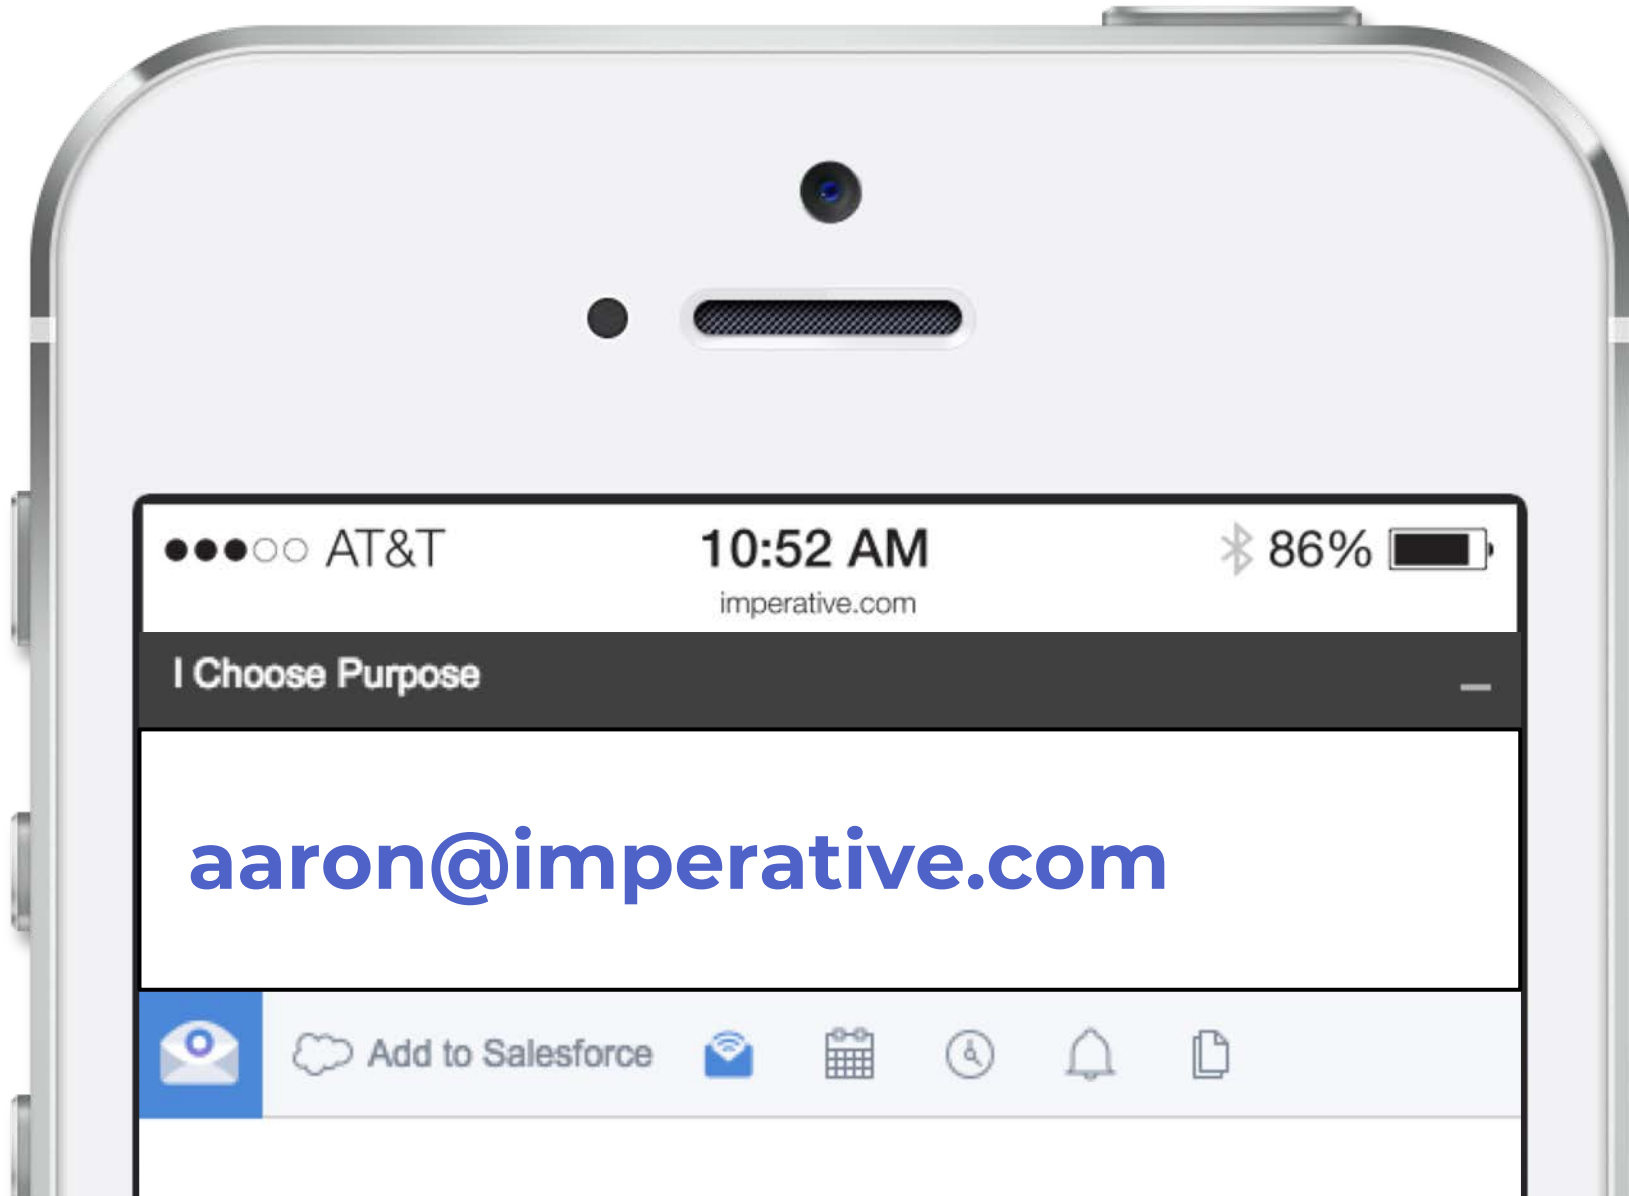 AT&T 10:52 AM 86%
imperative.com
I Choose Purpose
aaron@imperative.com
Add to Salesforce